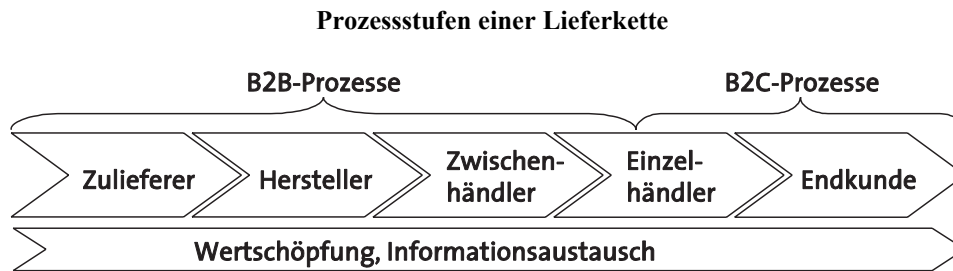 Prozessstufen einer Lieferkette
B2B-Prozesse
B2C-Prozesse
Zulieferer
Hersteller
Zwischen-
händler
Einzel-
händler
Endkunde
Wertschöpfung, Informationsaustausch